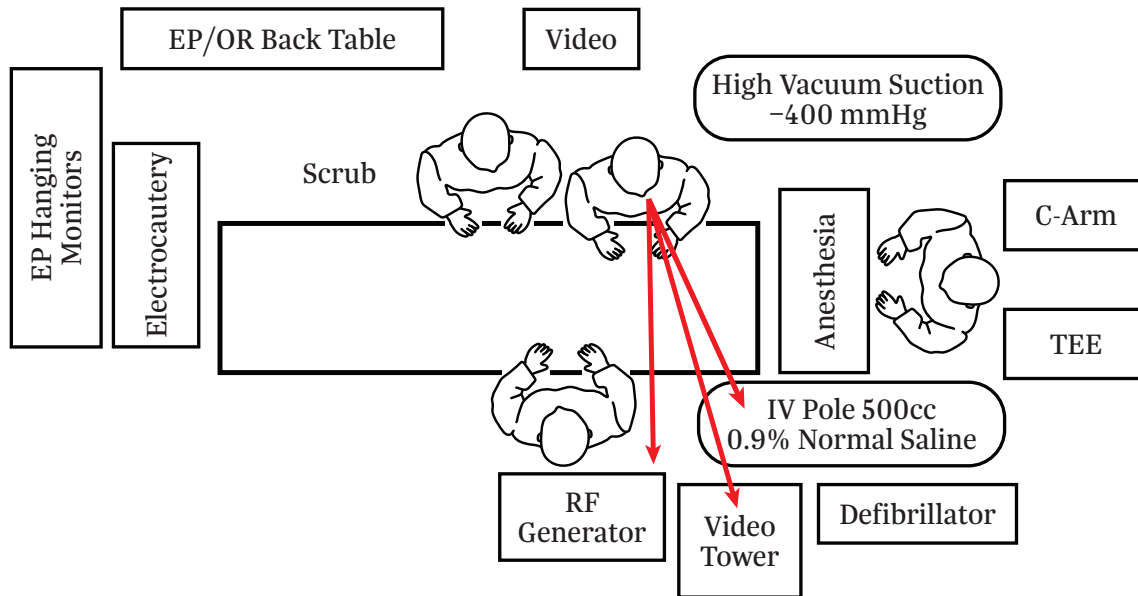 EP/OR Back Table
Video
High Vacuum Suction
−400 mmHg
EP Hanging
Monitors
Electrocautery
Scrub
Anesthesia
C-Arm
TEE
IV Pole 500cc
0.9% Normal Saline
RF
Generator
Video
Tower
Defibrillator